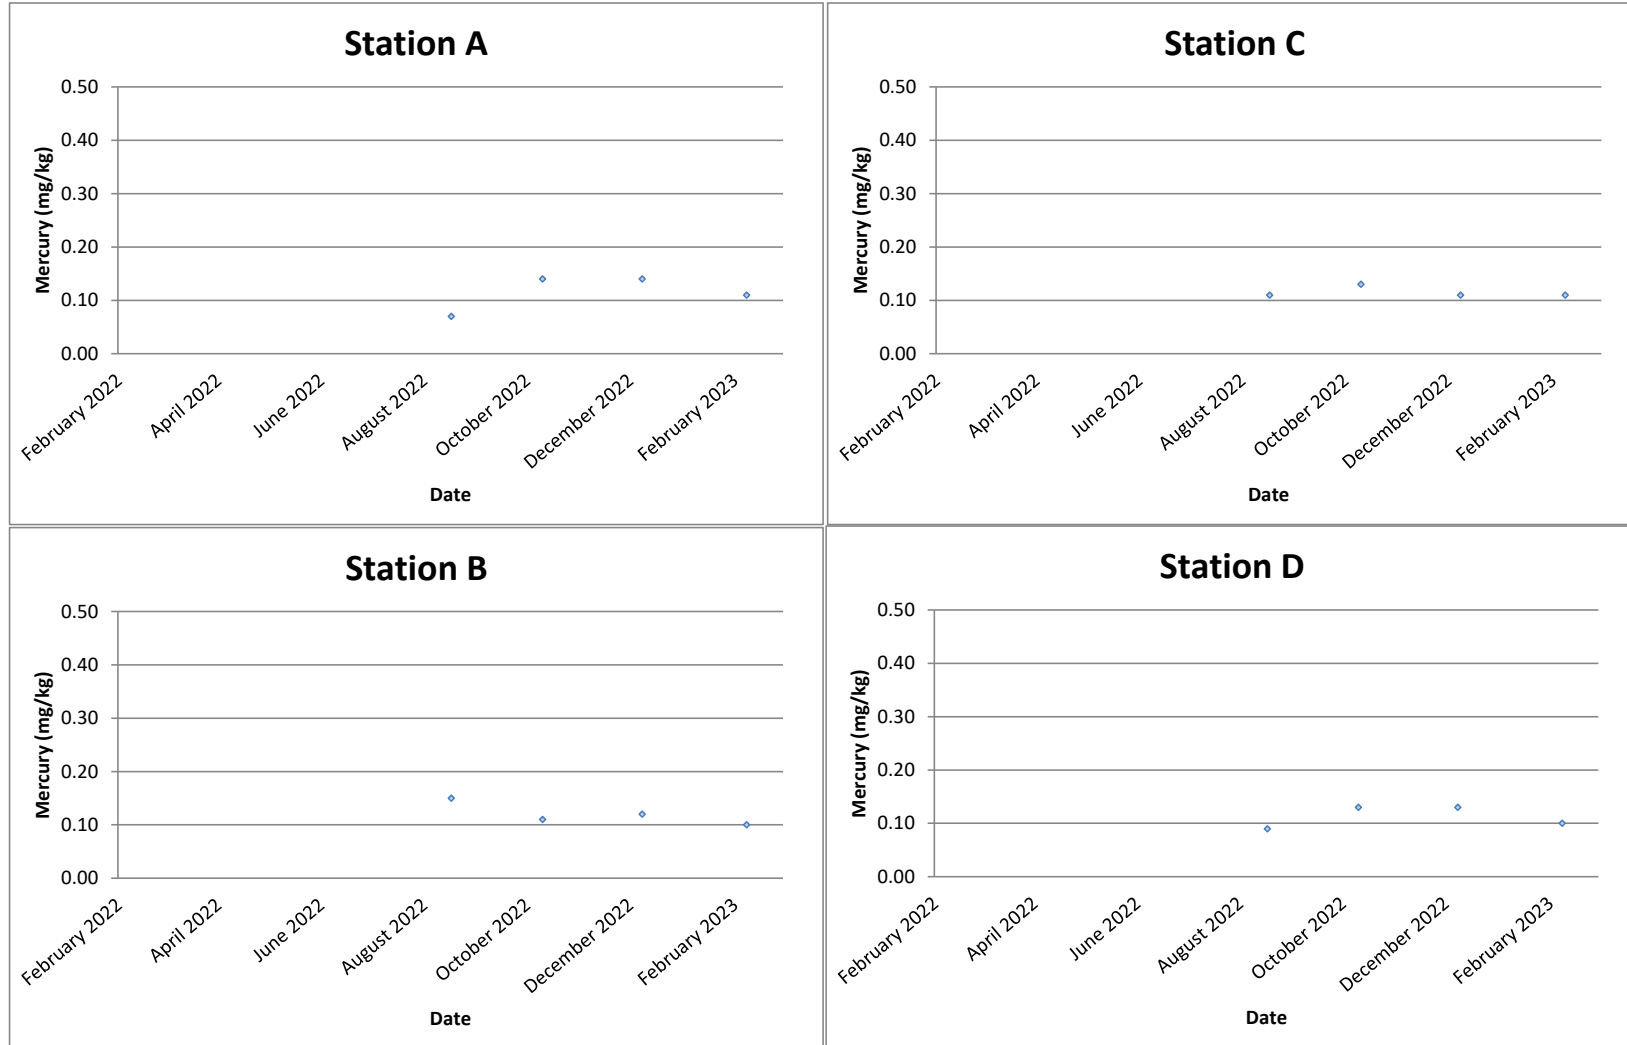 Station A
0.50
0.40
0.30
0.20
0.10
0.00
Mercury (mg/kg)
February 2022
April 2022
June 2022
August 2022
October 2022
December 2022
February 2023
Date
Station C
0.50
0.40
0.30
0.20
0.10
0.00
Mercury (mg/kg)
February 2022
April 2022
June 2022
August 2022
October 2022
December 2022
February 2023
Date
Station B
0.50
0.40
0.30
0.20
0.10
0.00
Mercury (mg/kg)
February 2022
April 2022
June 2022
August 2022
October 2022
December 2022
February 2023
Date
Station D
0.50
0.40
0.30
0.20
0.10
0.00
Mercury (mg/kg)
February 2022
April 2022
June 2022
August 2022
October 2022
December 2022
February 2023
Date